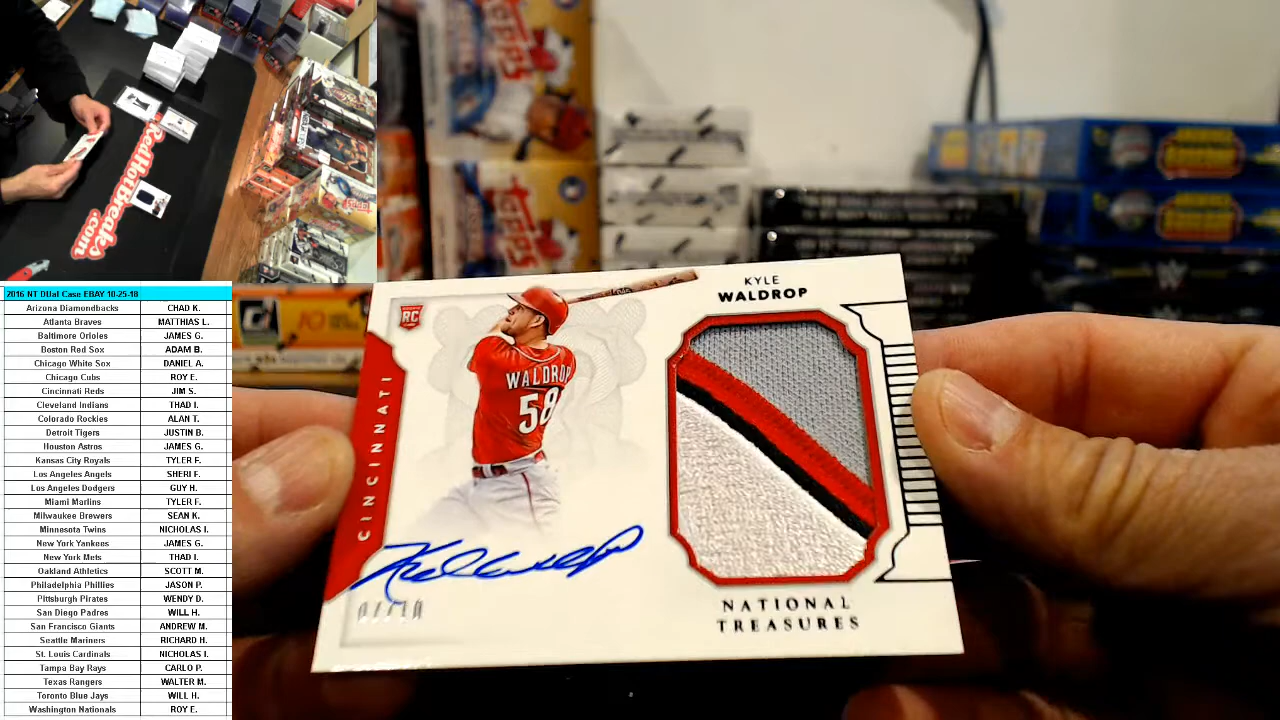 RedHotBreakes
.com
2016 NT DUal Case EBAY 10-25-18
Arizona Diamondbacks CHAD K.
Atlanta Braves MATTHIAS L.
Baltimore Orioles JAMES G.
Boston Red Sox ADAM B.
Chicago White Sox DANIEL A.
Chicago Cubs ROY E.
Cincinnati Reds JIM S.
Cleveland Indians THAD I.
Colorado Rockies ALAN T.
Detroit Tigers JUSTIN B.
Houston Astros JAMES G.
Kansas City Royals TYLER F.
Los Angeles Angels SHERI F.
Los Angeles Dodgers GUY H.
Miami Marlins TYLER F.
Milwaukee Brewers SEAN K.
Minnesota Twins NICHOLAS I.
New York Yankees JAMES G.
New York Mets THAD I.
Oakland Athletics SCOTT M.
Philadelphia Phillies JASON P.
Pittsburgh Pirates WENDY D.
San Diego Padres WILL H.
San Francisco Giants ANDREW M.
Seattle Mariners RICHARD H.
St. Louis Cardinals NICHOLAS I.
Tampa Bay Rays CARLO P.
Texas Rangers WALTER M.
Toronto Blue Jays WILL H.
Washington Nationals ROY E.
Topps
Topps
RC
CINCINNATI
WALDROP
58
KYLE
WALDROP
NATIONAL
TREASURES